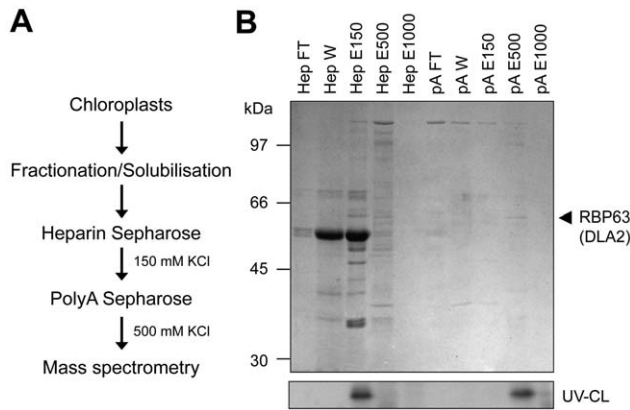 A
Chloroplasts
Fractionation/Solubilisation
Heparin Sepharose
150 mM KCl
PolyA Sepharose
500 mM KCl
Mass spectrometry
B
Hep FT
Hep W
Hep E150
Hep E500
Hep E1000
pA FT
pA W
pA E150
pA E500
pA E1000
kDa
97
66
45
30
RBP63
(DLA2)
UV-CL